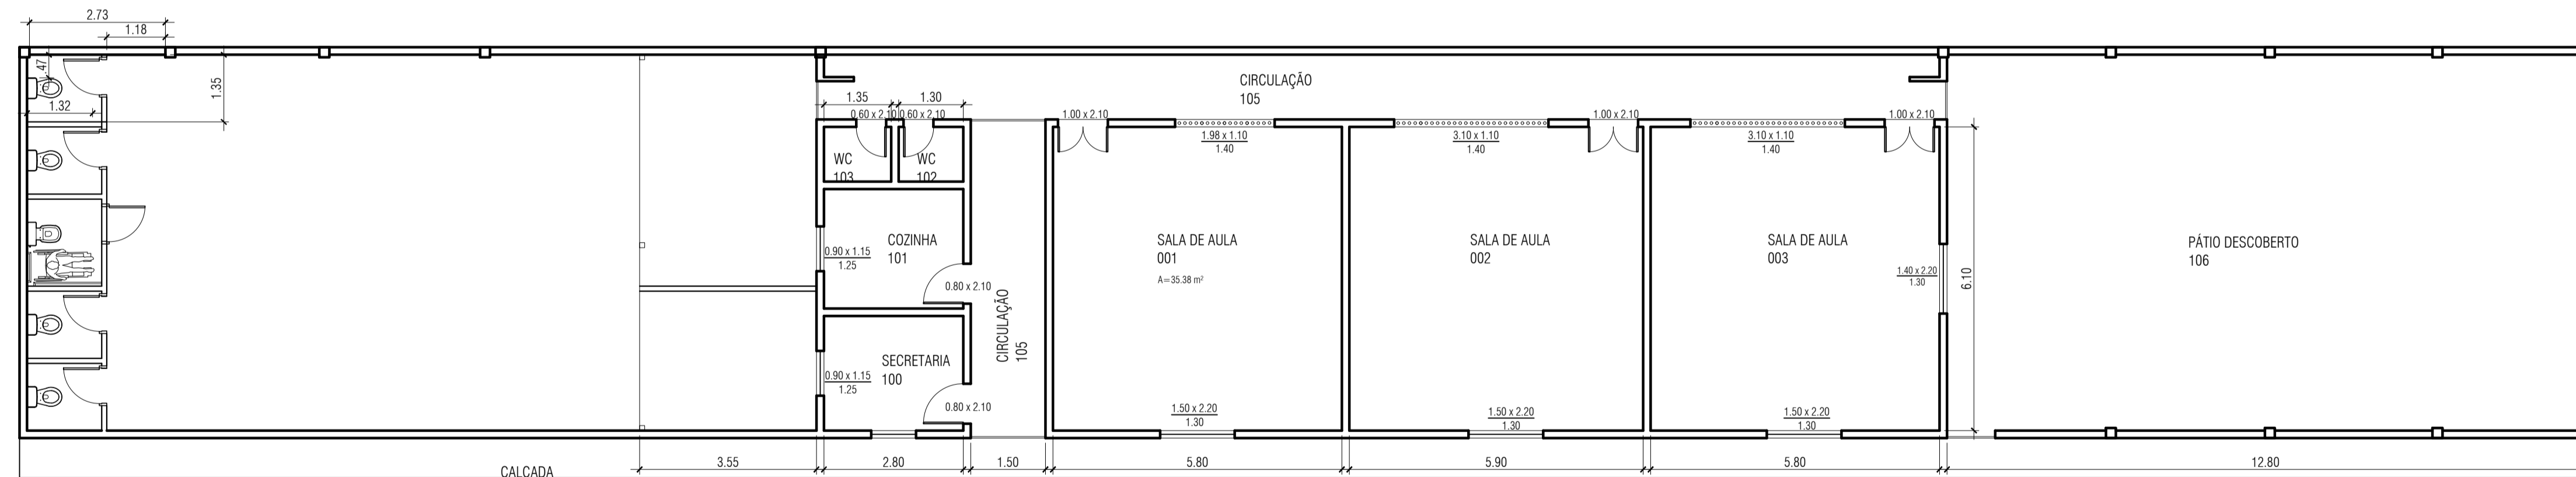 2.73
1.18
.47
1.32
1.35
CIRCULAÇÃO
105
1.35
1.30
0.60 x 2.10
0.60 x 2.10
1.00 x 2.10
1.00 x 2.10
1.00 x 2.10
1.98 x 1.10
1.40
3.10 x 1.10
1.40
3.10 x 1.10
1.40
WC
103
WC
102
COZINHA
101
0.90 x 1.15
1.25
0.80 x 2.10
SALA DE AULA
001
A=35.38 m²
SALA DE AULA
002
SALA DE AULA
003
1.40 x 2.20
1.30
6.10
PÁTIO DESCOBERTO
106
CIRCULAÇÃO
105
SECRETARIA
100
0.90 x 1.15
1.25
0.80 x 2.10
1.50 x 2.20
1.30
1.50 x 2.20
1.30
1.50 x 2.20
1.30
3.55
2.80
1.50
5.80
5.90
5.80
12.80
CALÇADA